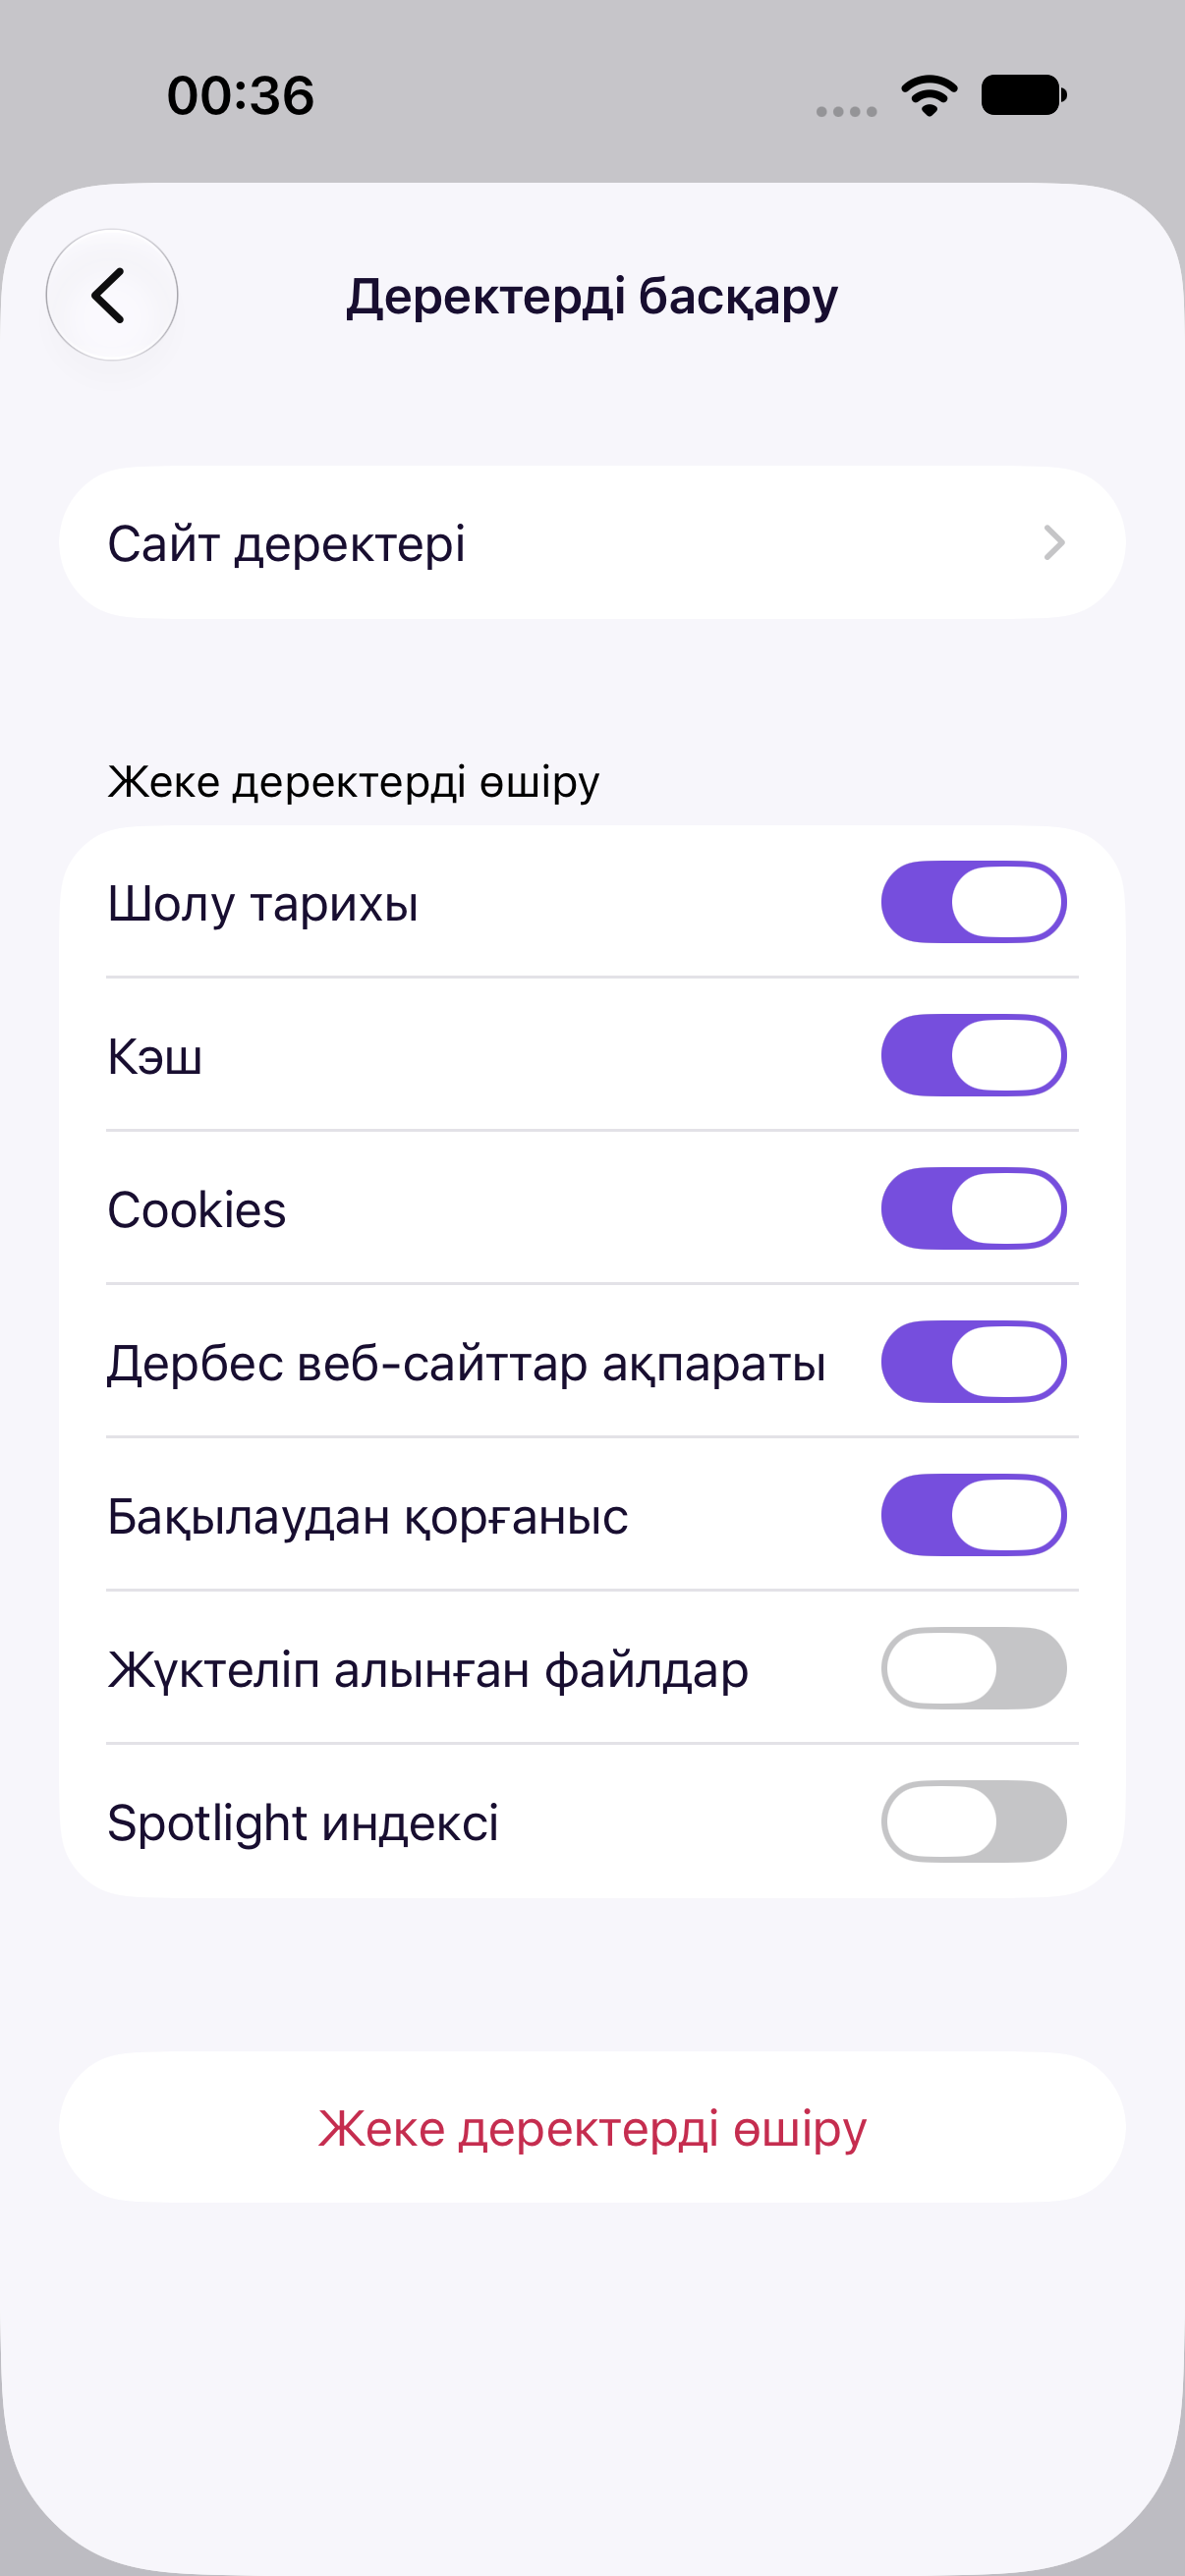 00:36
Деректерді басқару
Сайт деректері
Жеке деректерді өшіру
Шолу тарихы
Кэш
Cookies
Дербес веб-сайттар ақпараты
Бақылаудан қорғаныс
Жүктеліп алынған файлдар
Spotlight индексі
Жеке деректерді өшіру